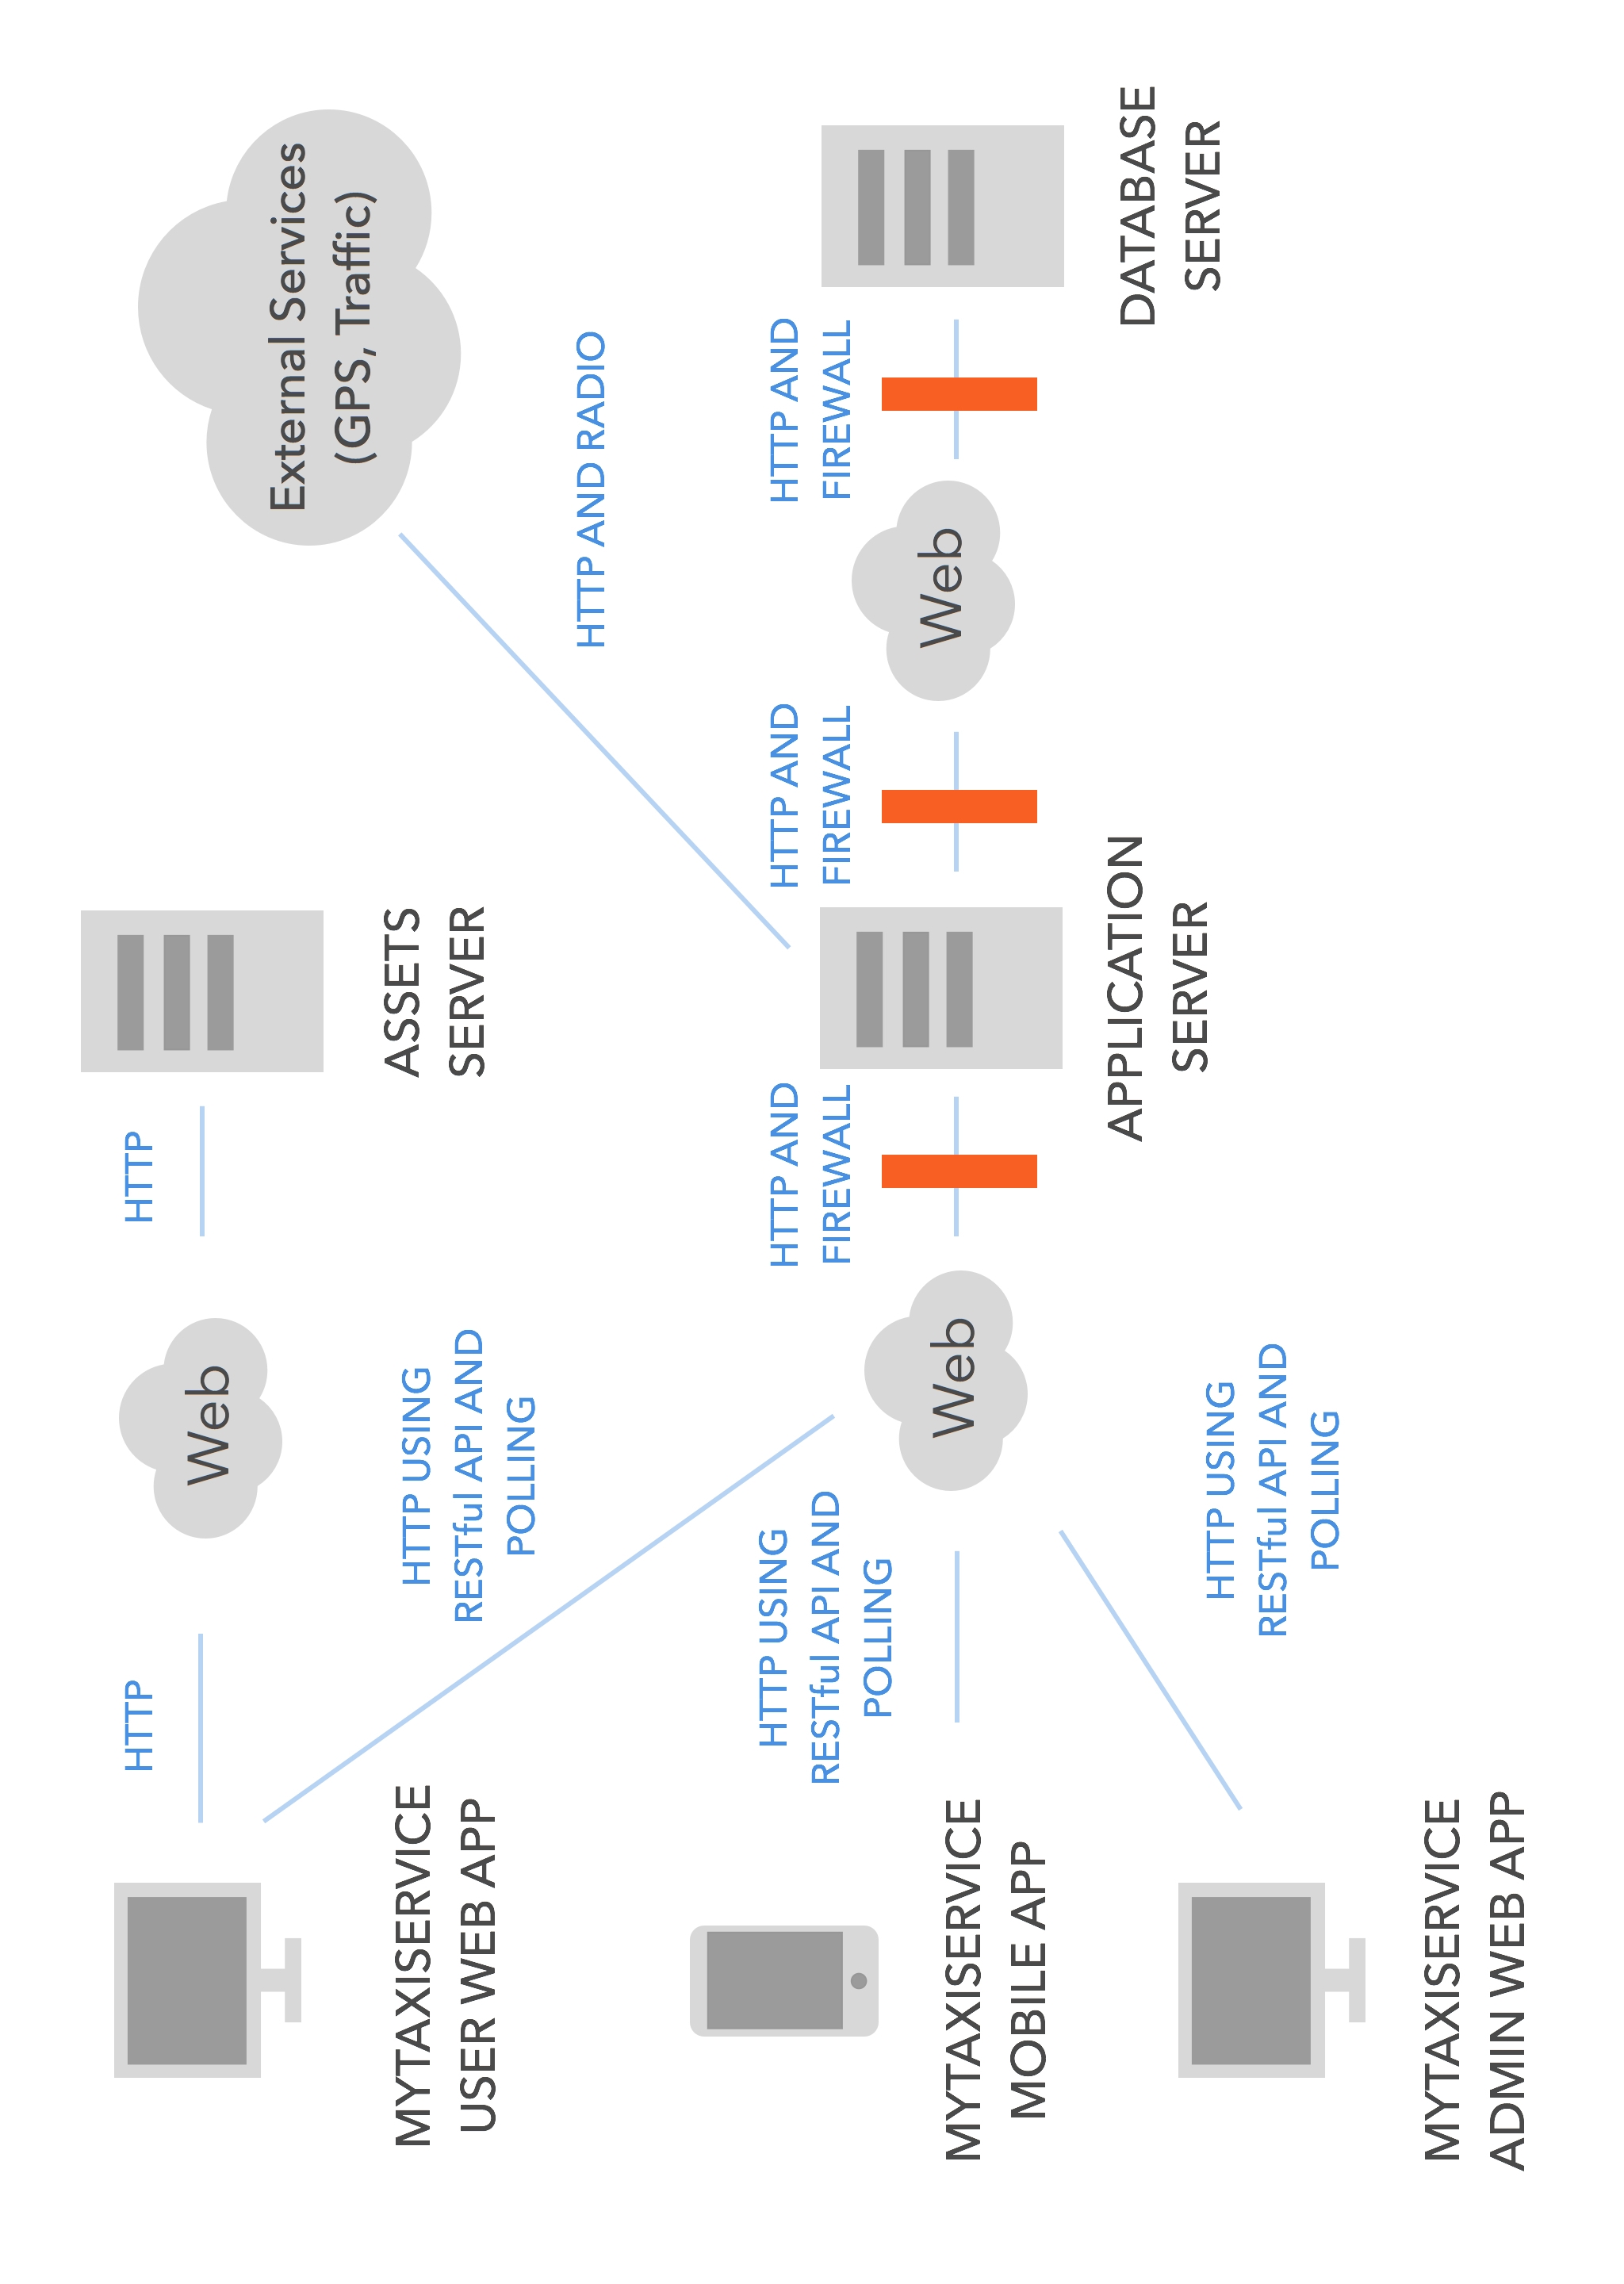 External Services
(GPS, Traffic)
HTTP
HTTP
Web
ASSETS
SERVER
MYTAXISERVICE
USER WEB APP
HTTP USING
RESTful API AND
POLLING
HTTP AND RADIO
HTTP USING
RESTful API AND
POLLING
HTTP AND
FIREWALL
HTTP AND
FIREWALL
HTTP AND
FIREWALL
Web
Web
MYTAXISERVICE
MOBILE APP
APPLICATION
SERVER
DATABASE
SERVER
HTTP USING
RESTful API AND
POLLING
MYTAXISERVICE
ADMIN WEB APP